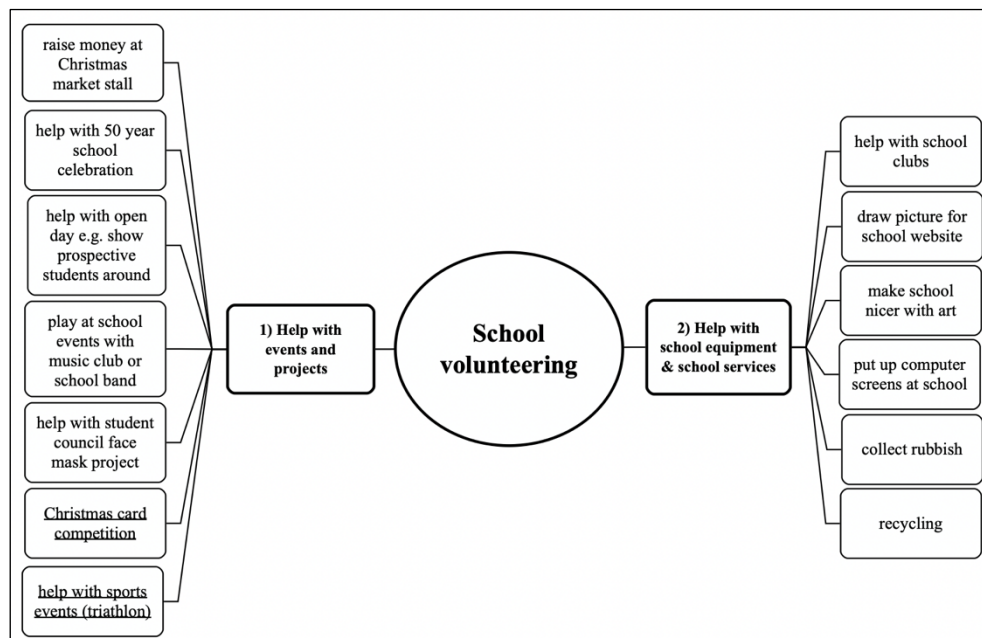 raise money at
Christmas
market stall
help with 50 year
school
celebration
help with open
day e.g. show
prospective
students around
play at school
events with
music club or
school band
help with student
council face
mask project
Christmas card
competition
help with sports
events (triathlon)
1) Help with
events and
projects
School
volunteering
2) Help with
school equipment
& school services
help with school
clubs
draw picture for
school website
make school
nicer with art
put up computer
screens at school
collect rubbish
recycling